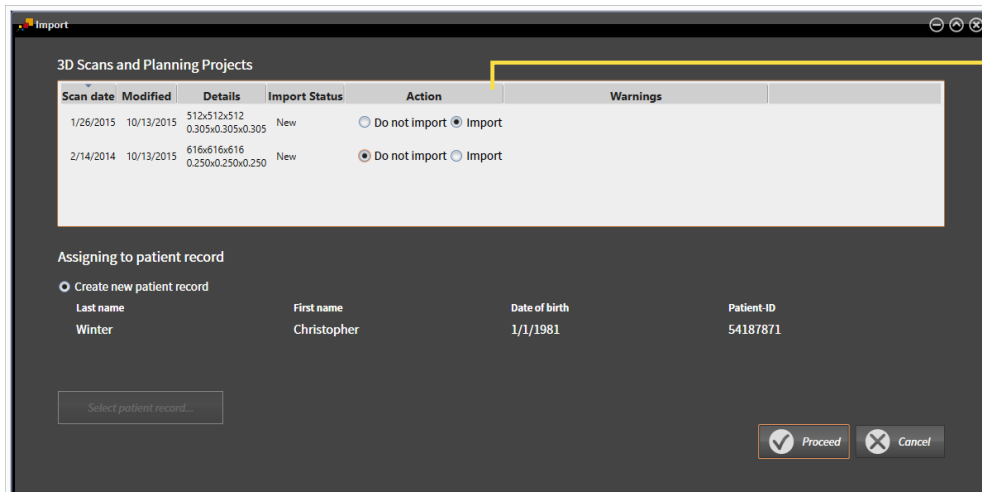 Import
3D Scans and Planning Projects
Scan date Modified Details Import Status Action Warnings
1/26/2015 10/13/2015 512x512x512 New Do not import Import
0.305x0.305x0.305
2/14/2014 10/13/2015 616x616x616 New Do not import Import
0.250x0.250x0.250
Assigning to patient record
Create new patient record
Last name First name Date of birth Patient-ID
Winter Christopher 1/1/1981 54187871
Select patient record...
Proceed Cancel